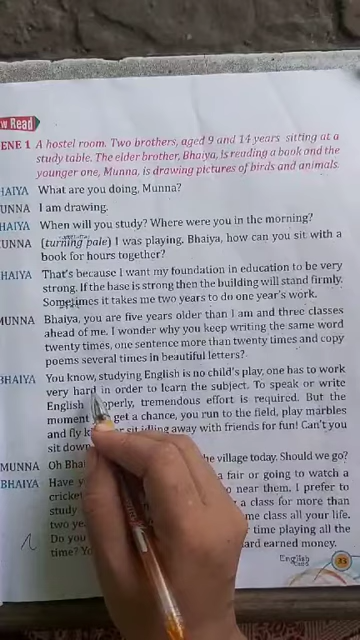 w Read
ENE 1 A hostel room. Two brothers, aged 9 and 14 years sitting at a
study table. The elder brother, Bhaiya, is reading a book and the
younger one, Munna, is drawing pictures of birds and animals.
HAIYA What are you doing, Munna?
UNNA I am drawing.
HAIYA When will you study? Where were you in the morning?
UNNA (turning pale) I was playing. Bhaiya, how can you sit with a
book for hours together?
HAIYA That's because I want my foundation in education to be very
strong. If the base is strong then the building will stand firmly.
Sometimes it takes me two years to do one year's work.
MUNNA Bhaiya, you are five years older than I am and three classes
ahead of me. I wonder why you keep writing the same word
twenty times, one sentence more than twenty times and copy
poems several times in beautiful letters?
BHAIYA You know, studying English is no child's play, one has to work
very hard in order to learn the subject. To speak or write
English properly, tremendous effort is required. But the
moment get a chance, you run to the field, play marbles
and fly sit idling away with friends for fun! Can't you
sit down
MUNNA Oh the village today. Should we go?
BHAIYA Have a fair or going to watch a
cricket near them. I prefer to
study a class for more than
two me class all your life.
Do you time playing all the
time? ard earned money.
English
23